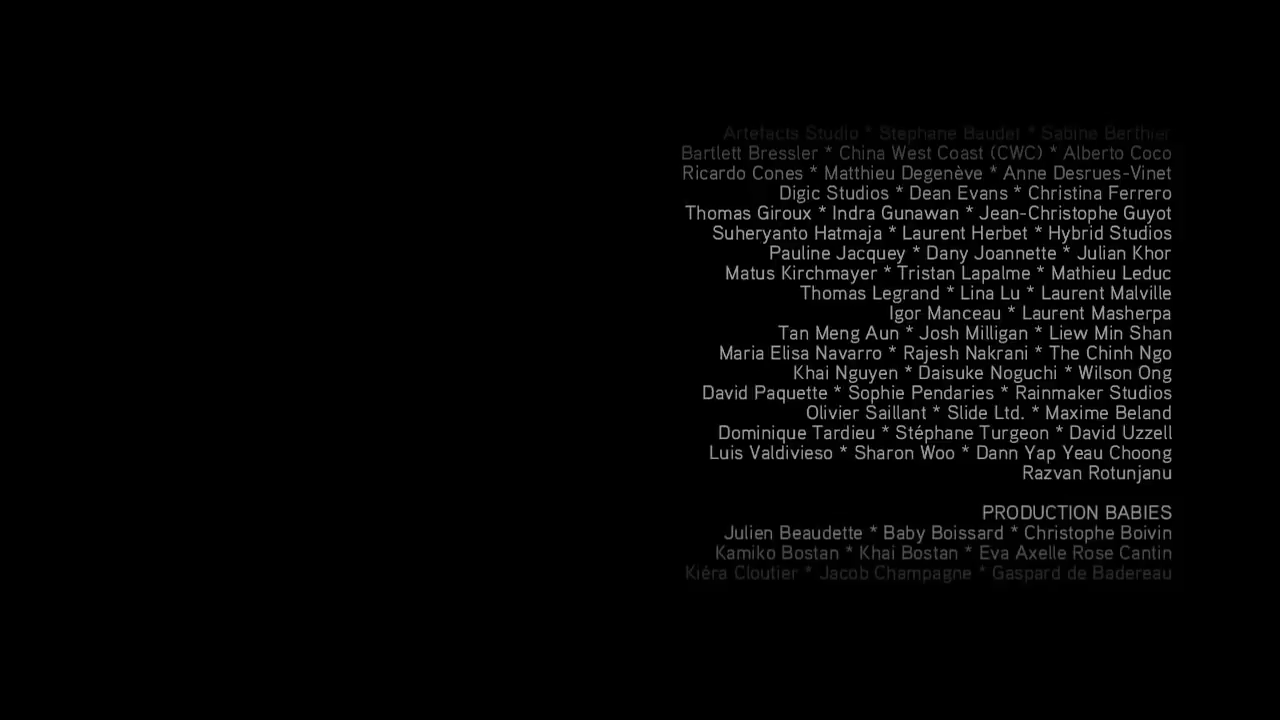 Artefacts Studio * Stephane Baudet * Sabine Berthier
Bartlett Bressler * China West Coast (CWC) * Alberto Coco
Ricardo Cones * Matthieu Degenève * Anne Desrues-Vinet
Digic Studios * Dean Evans * Christina Ferrero
Thomas Giroux * Indra Gunawan * Jean-Christophe Guyot
Suheryanto Hatmaja * Laurent Herbet * Hybrid Studios
Pauline Jacquey * Dany Joannette * Julian Khor
Matus Kirchmayer * Tristan Lapalme * Mathieu Leduc
Thomas Legrand * Lina Lu * Laurent Malville
Igor Manceau * Laurent Masherpa
Tan Meng Aun * Josh Milligan * Liew Min Shan
Maria Elisa Navarro * Rajesh Nakrani * The Chinh Ngo
Khai Nguyen * Daisuke Noguchi * Wilson Ong
David Paquette * Sophie Pendaries * Rainmaker Studios
Olivier Saillant * Slide Ltd. * Maxime Beland
Dominique Tardieu * Stéphane Turgeon * David Uzzell
Luis Valdivieso * Sharon Woo * Dann Yap Yeau Choong
Razvan Rotunjanu
PRODUCTION BABIES
Julien Beaudette * Baby Boissard * Christophe Boivin
Kamiko Bostan * Khai Bostan * Eva Axelle Rose Cantin
Kiéra Cloutier * Jacob Champagne * Gaspard de Badereau